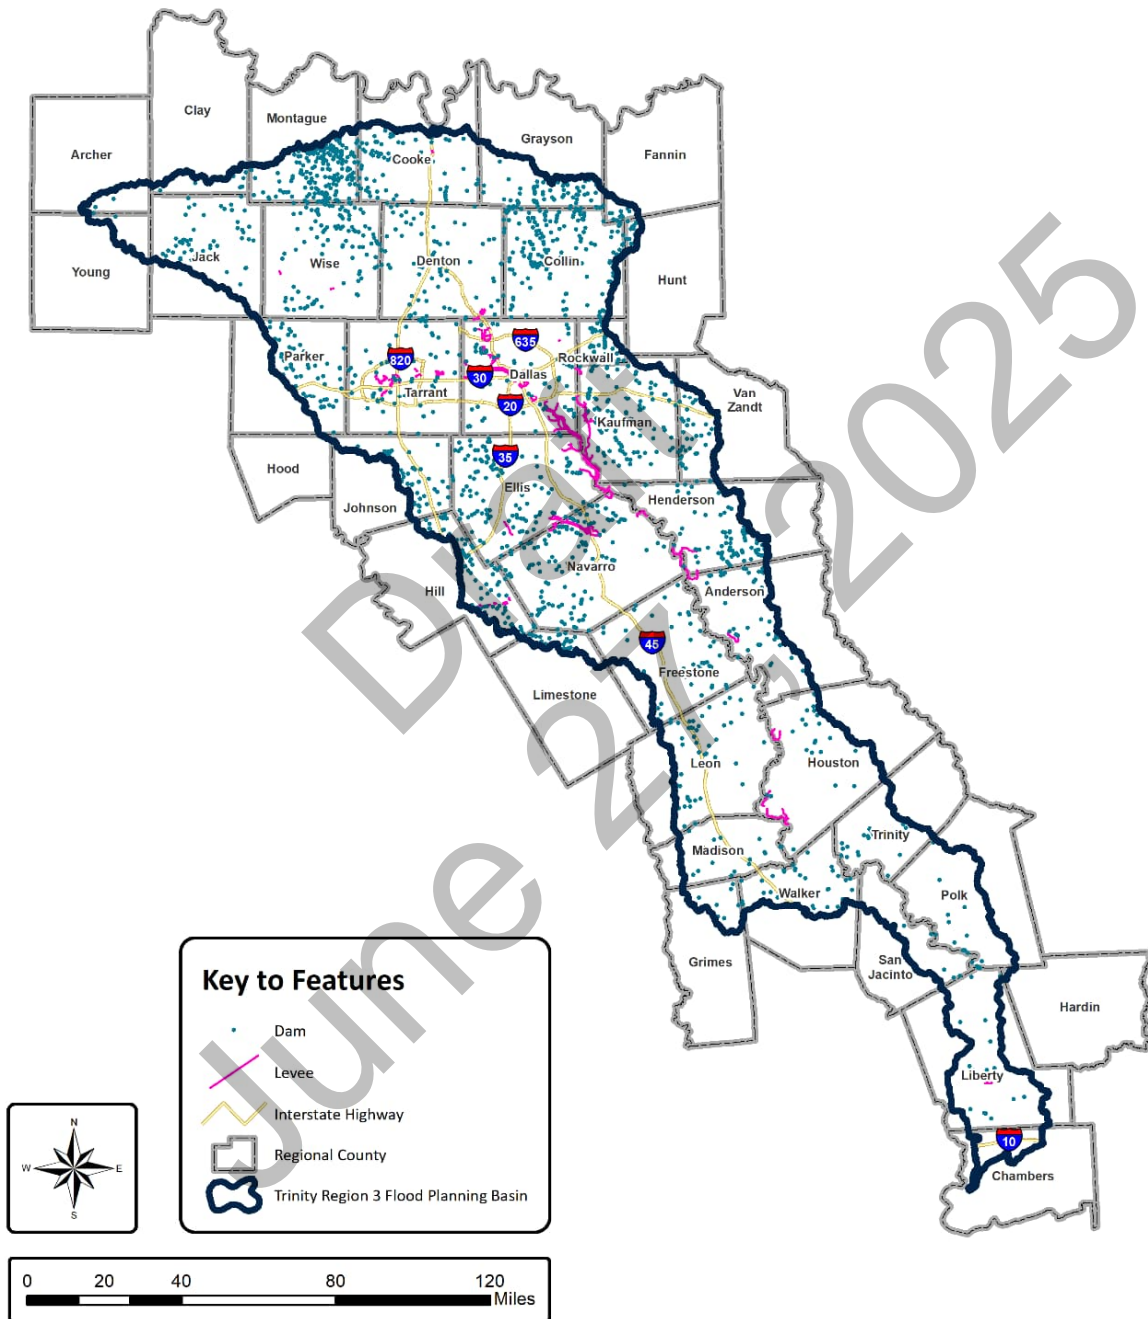 Clay
Montague
Grayson
Archer
Cooke
Fannin
Jack
Wise
Denton
Collin
Young
Hunt
635
Parker
820
Rockwall
30
Dallas
Tarrant
20
Van
Zandt
Kaufman
35
Hood
Ellis
Henderson
Johnson
Navarro
Hill
Anderson
45
Freestone
Limestone
Leon
Houston
Trinity
Madison
Walker
Polk
Grimes
San
Jacinto
Hardin
Liberty
10
Chambers
Draft
June 27, 2025
Key to Features
Dam
Levee
Interstate Highway
Regional County
Trinity Region 3 Flood Planning Basin
N
W E
S
0 20 40 80 120
Miles